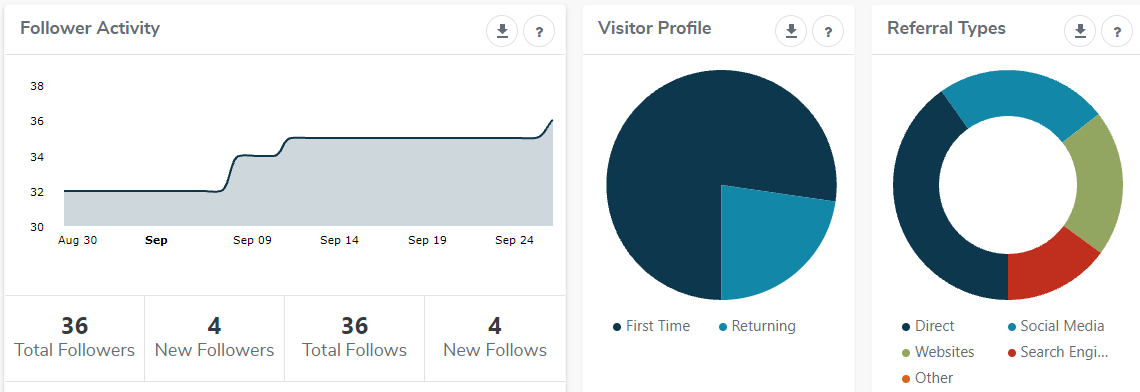 Follower Activity
?
Visitor Profile
?
Referral Types
?
38
36
34
32
30
Aug 30 Sep Sep 09 Sep 14 Sep 19 Sep 24
36
Total Followers
4
New Followers
36
Total Follows
4
New Follows
First Time Returning
Direct Social Media
Websites Search Engi...
Other